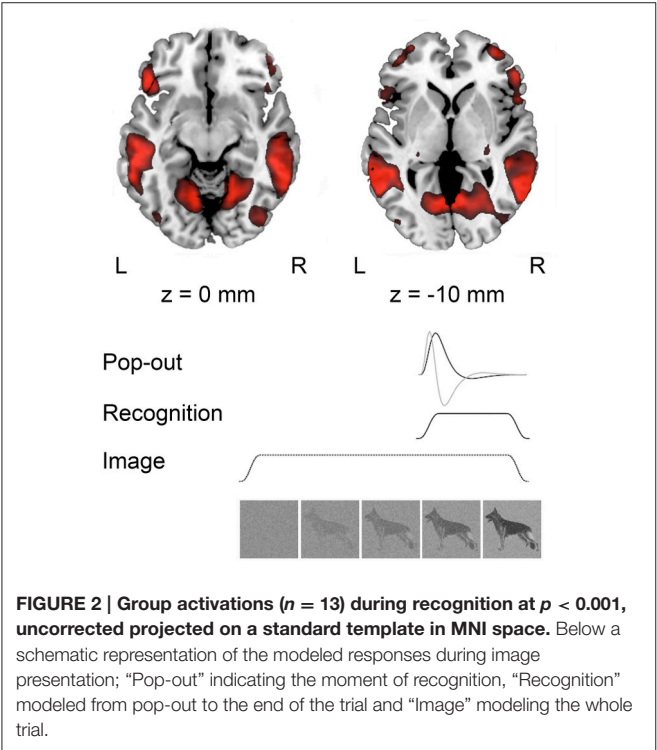 L R L R
z = 0 mm z = -10 mm
Pop-out
Recognition
Image
FIGURE 2 | Group activations (n = 13) during recognition at p < 0.001,
uncorrected projected on a standard template in MNI space. Below a
schematic representation of the modeled responses during image
presentation; “Pop-out” indicating the moment of recognition, “Recognition”
modeled from pop-out to the end of the trial and “Image” modeling the whole
trial.